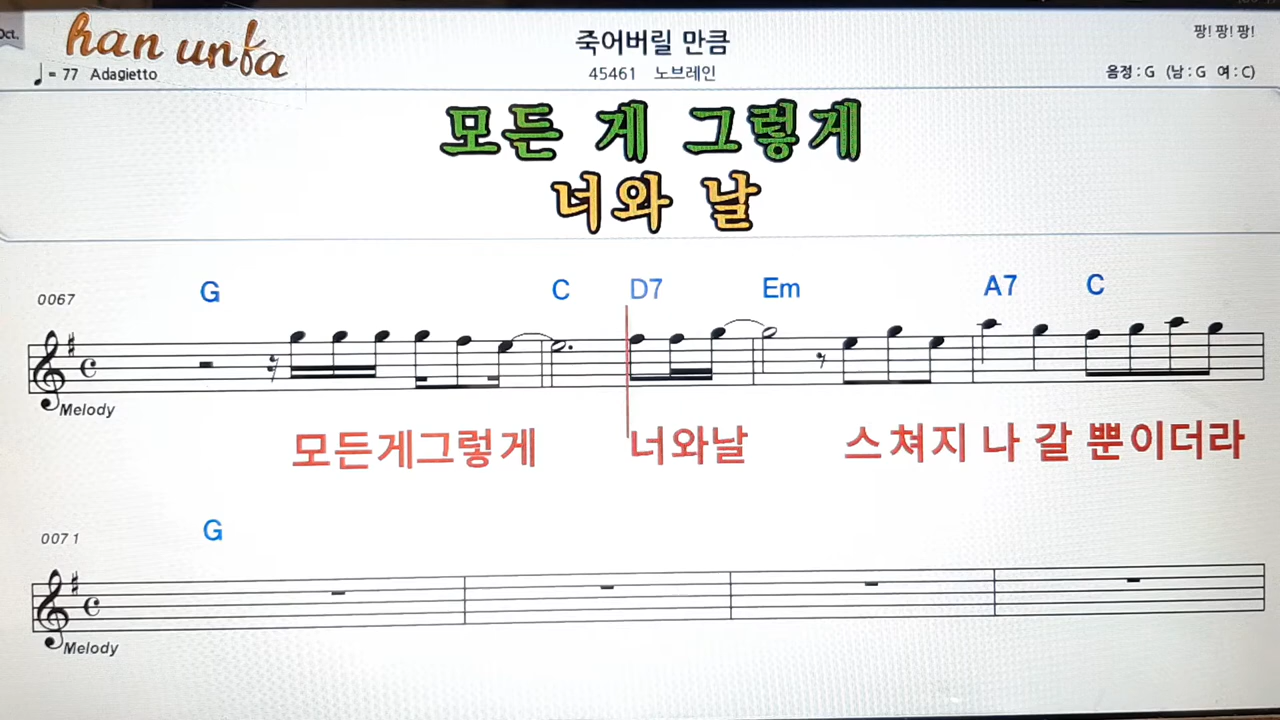 Oct.
han unfa
= 77 Adagietto
죽어버릴 만큼
45461 노브레인
팡! 팡! 팡!
음정 : G (남 : G 여 : C)
모든 게 그렇게
너와 날
0067
G C D7 Em A7 C
Melody
모든게그렇게 너와날 스쳐지 나 갈 뿐이더라
0071
G
Melody